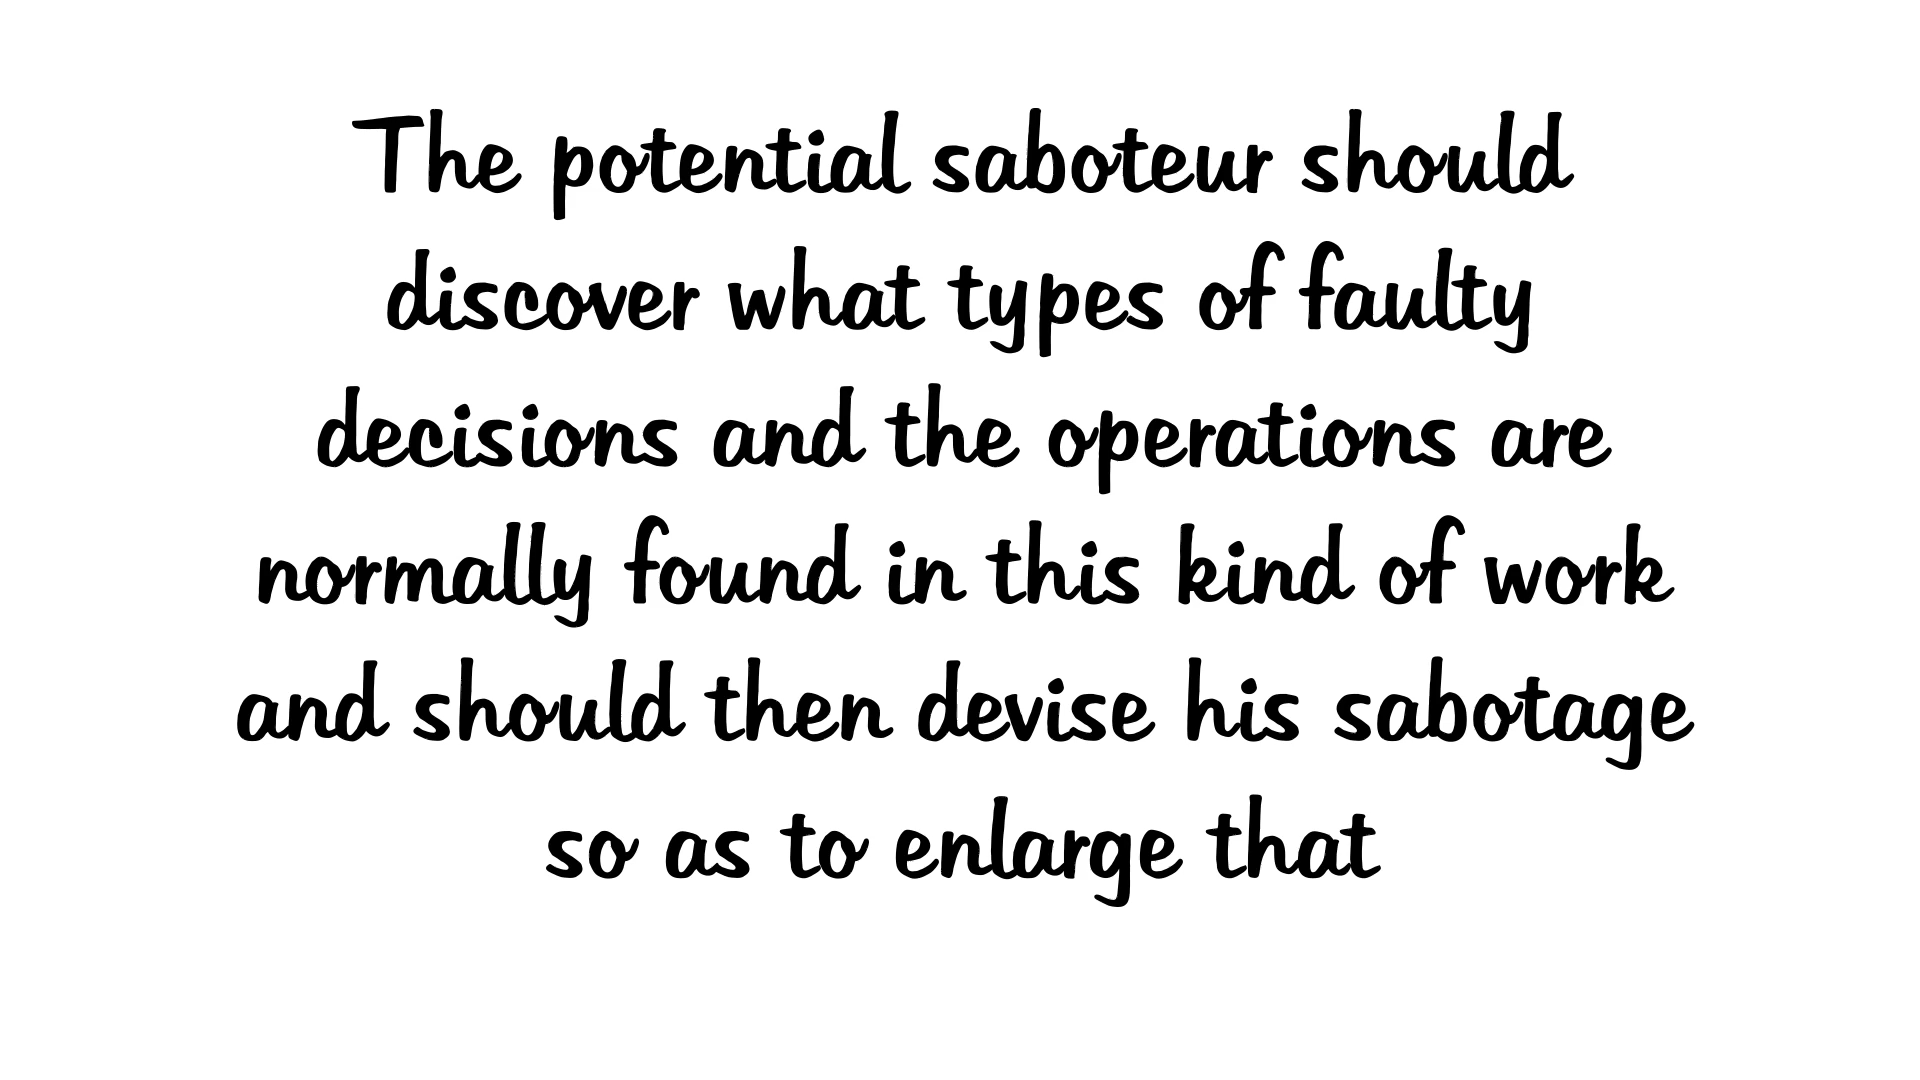 The potential saboteur should
discover what types of faulty
decisions and the operations are
normally found in this kind of work
and should then devise his sabotage
so as to enlarge that